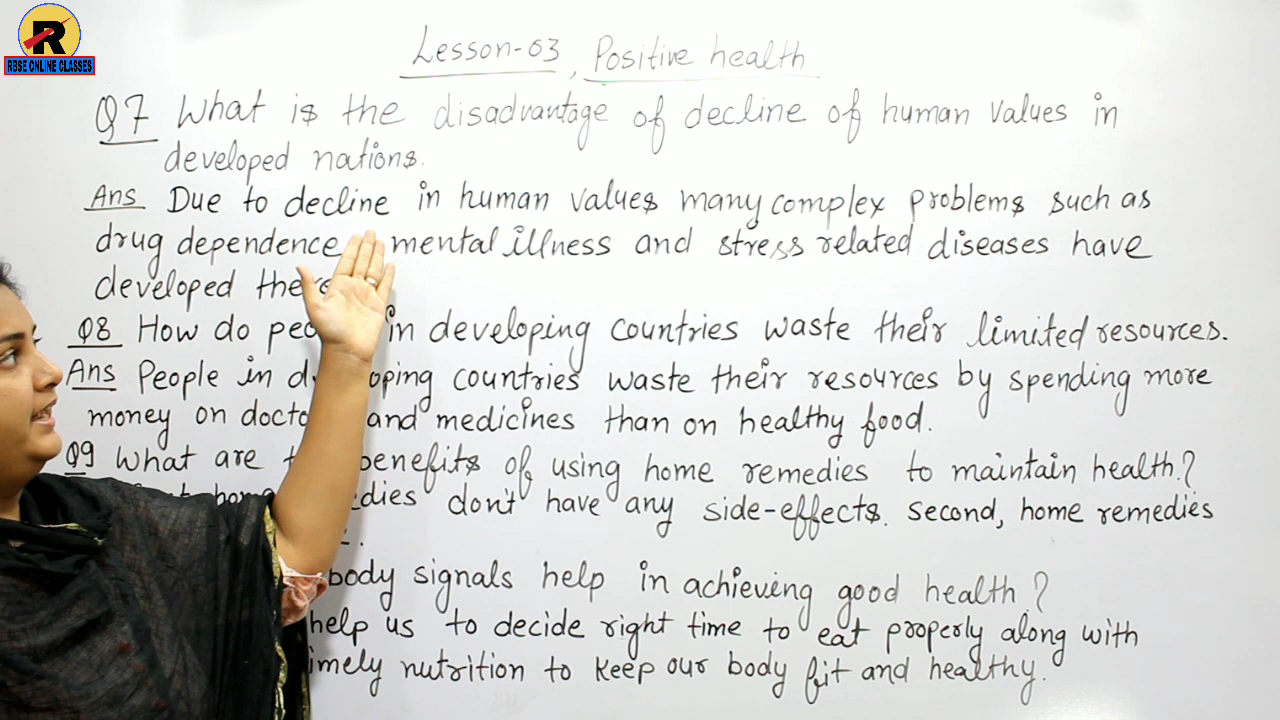 R
RBSE ONLINE CLASSES
Lesson-03, Positive health
Q7 What is the disadvantage of decline of human values in
developed nations.
Ans Due to decline in human values many complex problems such as
drug dependence mental illness and stress related diseases have
developed there
Q8 How do in developing countries waste their limited resources.
Ans People in countries waste their resources by spending more
money on and medicines than on healthy food.
Q9 What are benefits of using home remedies to maintain health.?
don't have any side-effects. Second, home remedies
body signals help in achieving good health?
help us to decide right time to eat properly along with
nutrition to keep our body fit and healthy.